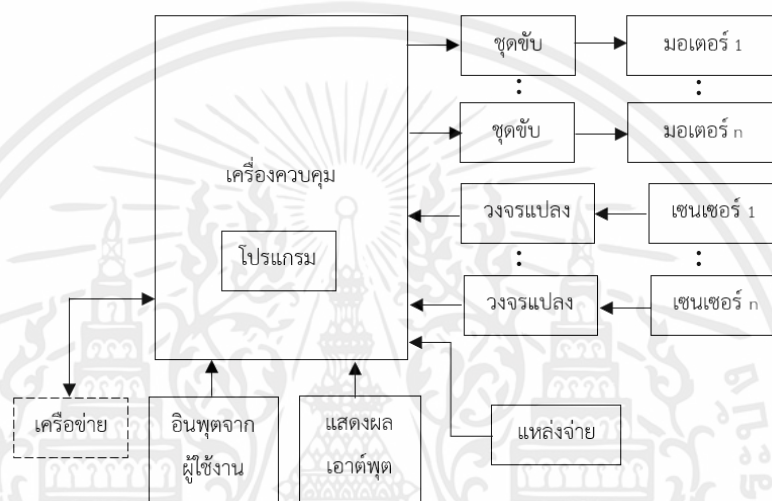 ชุดขับ
มอเตอร์ 1
ชุดขับ
มอเตอร์ n
เครื่องควบคุม
โปรแกรม
วงจรแปลง
เซนเซอร์ 1
วงจรแปลง
เซนเซอร์ n
เครือข่าย
อินพุตจาก
ผู้ใช้งาน
แสดงผล
เอาต์พุต
แหล่งจ่าย